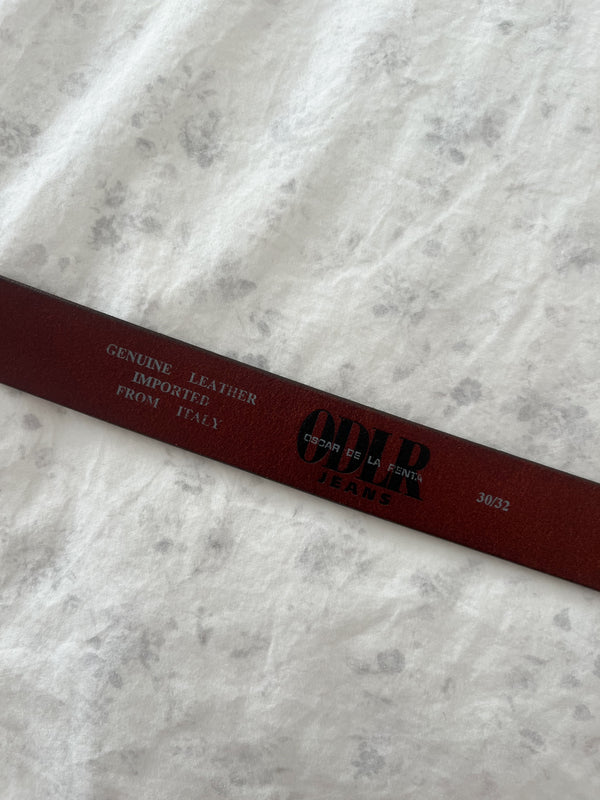 GENUINE LEATHER
IMPORTED
FROM ITALY
ODLR
OSCAR DE LA RENTA
JEANS
30/32